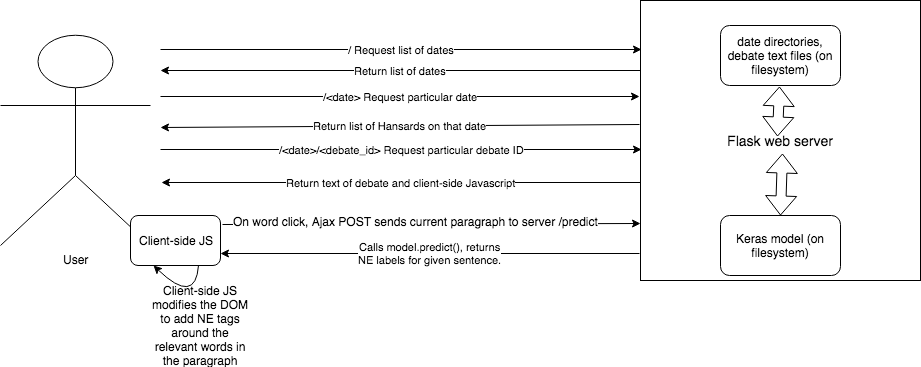 / Request list of dates
Return list of dates
/<date> Request particular date
Return list of Hansards on that date
/<date>/<debate_id> Request particular debate ID
Return text of debate and client-side Javascript
On word click, Ajax POST sends current paragraph to server /predict
Calls model.predict(), returns
NE labels for given sentence.
User
Client-side JS
Client-side JS
modifies the DOM
to add NE tags
around the
relevant words in
the paragraph
date directories,
debate text files (on
filesystem)
Flask web server
Keras model (on
filesystem)